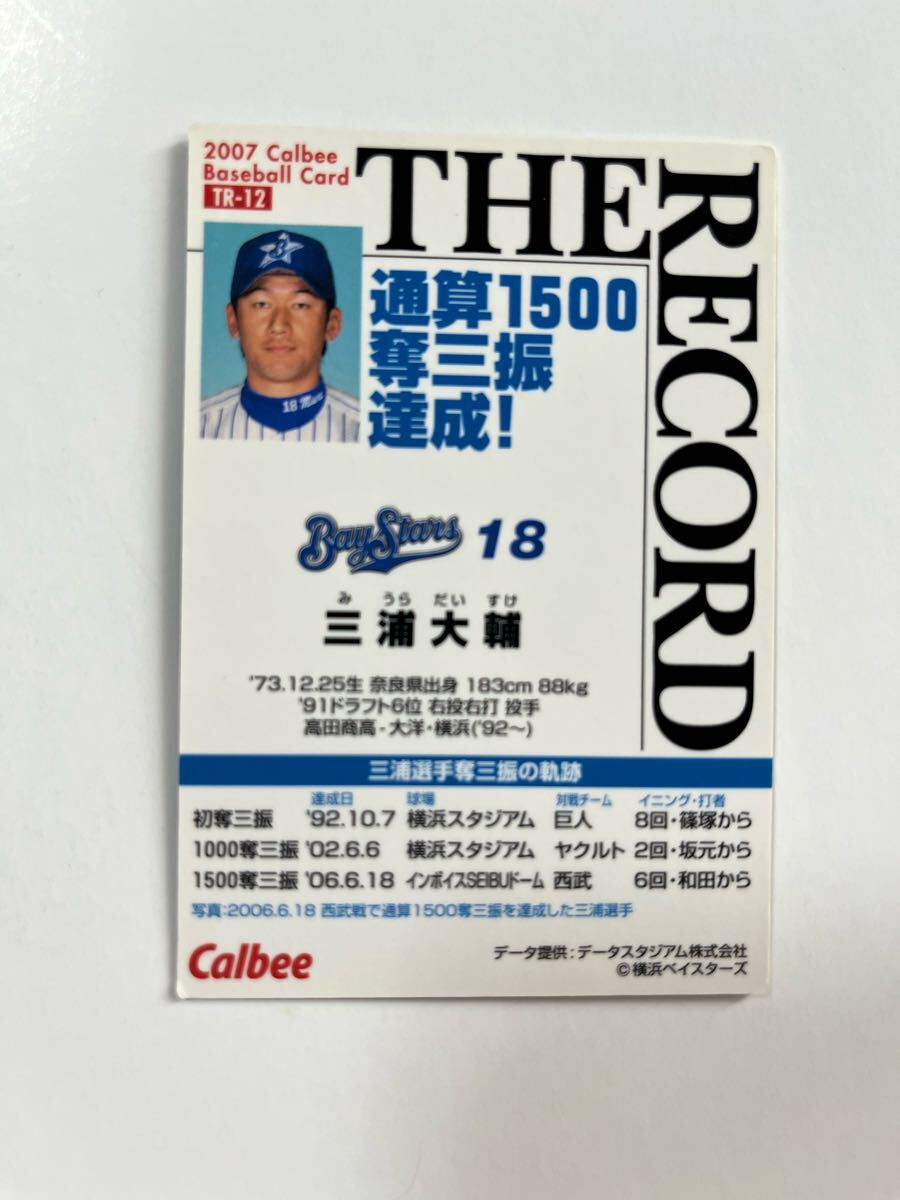 2007 Calbee
Baseball Card
TR-12
THE
RECORD
通算1500
奪三振
達成!
18
BayStars 18
み うら だい すけ
三浦大輔
'73.12.25生 奈良県出身 183cm 88kg
'91ドラフト6位 右投右打 投手
高田商高-大洋・横浜('92〜)
三浦選手奪三振の軌跡
達成日 球場 対戦チーム イニング・打者
初奪三振 '92.10.7 横浜スタジアム 巨人 8回・篠塚から
1000奪三振 '02.6.6 横浜スタジアム ヤクルト 2回・坂元から
1500奪三振 '06.6.18 インボイスSEIBUドーム 西武 6回・和田から
写真:2006.6.18 西武戦で通算1500奪三振を達成した三浦選手
Calbee
データ提供:データスタジアム株式会社
©横浜ベイスターズ